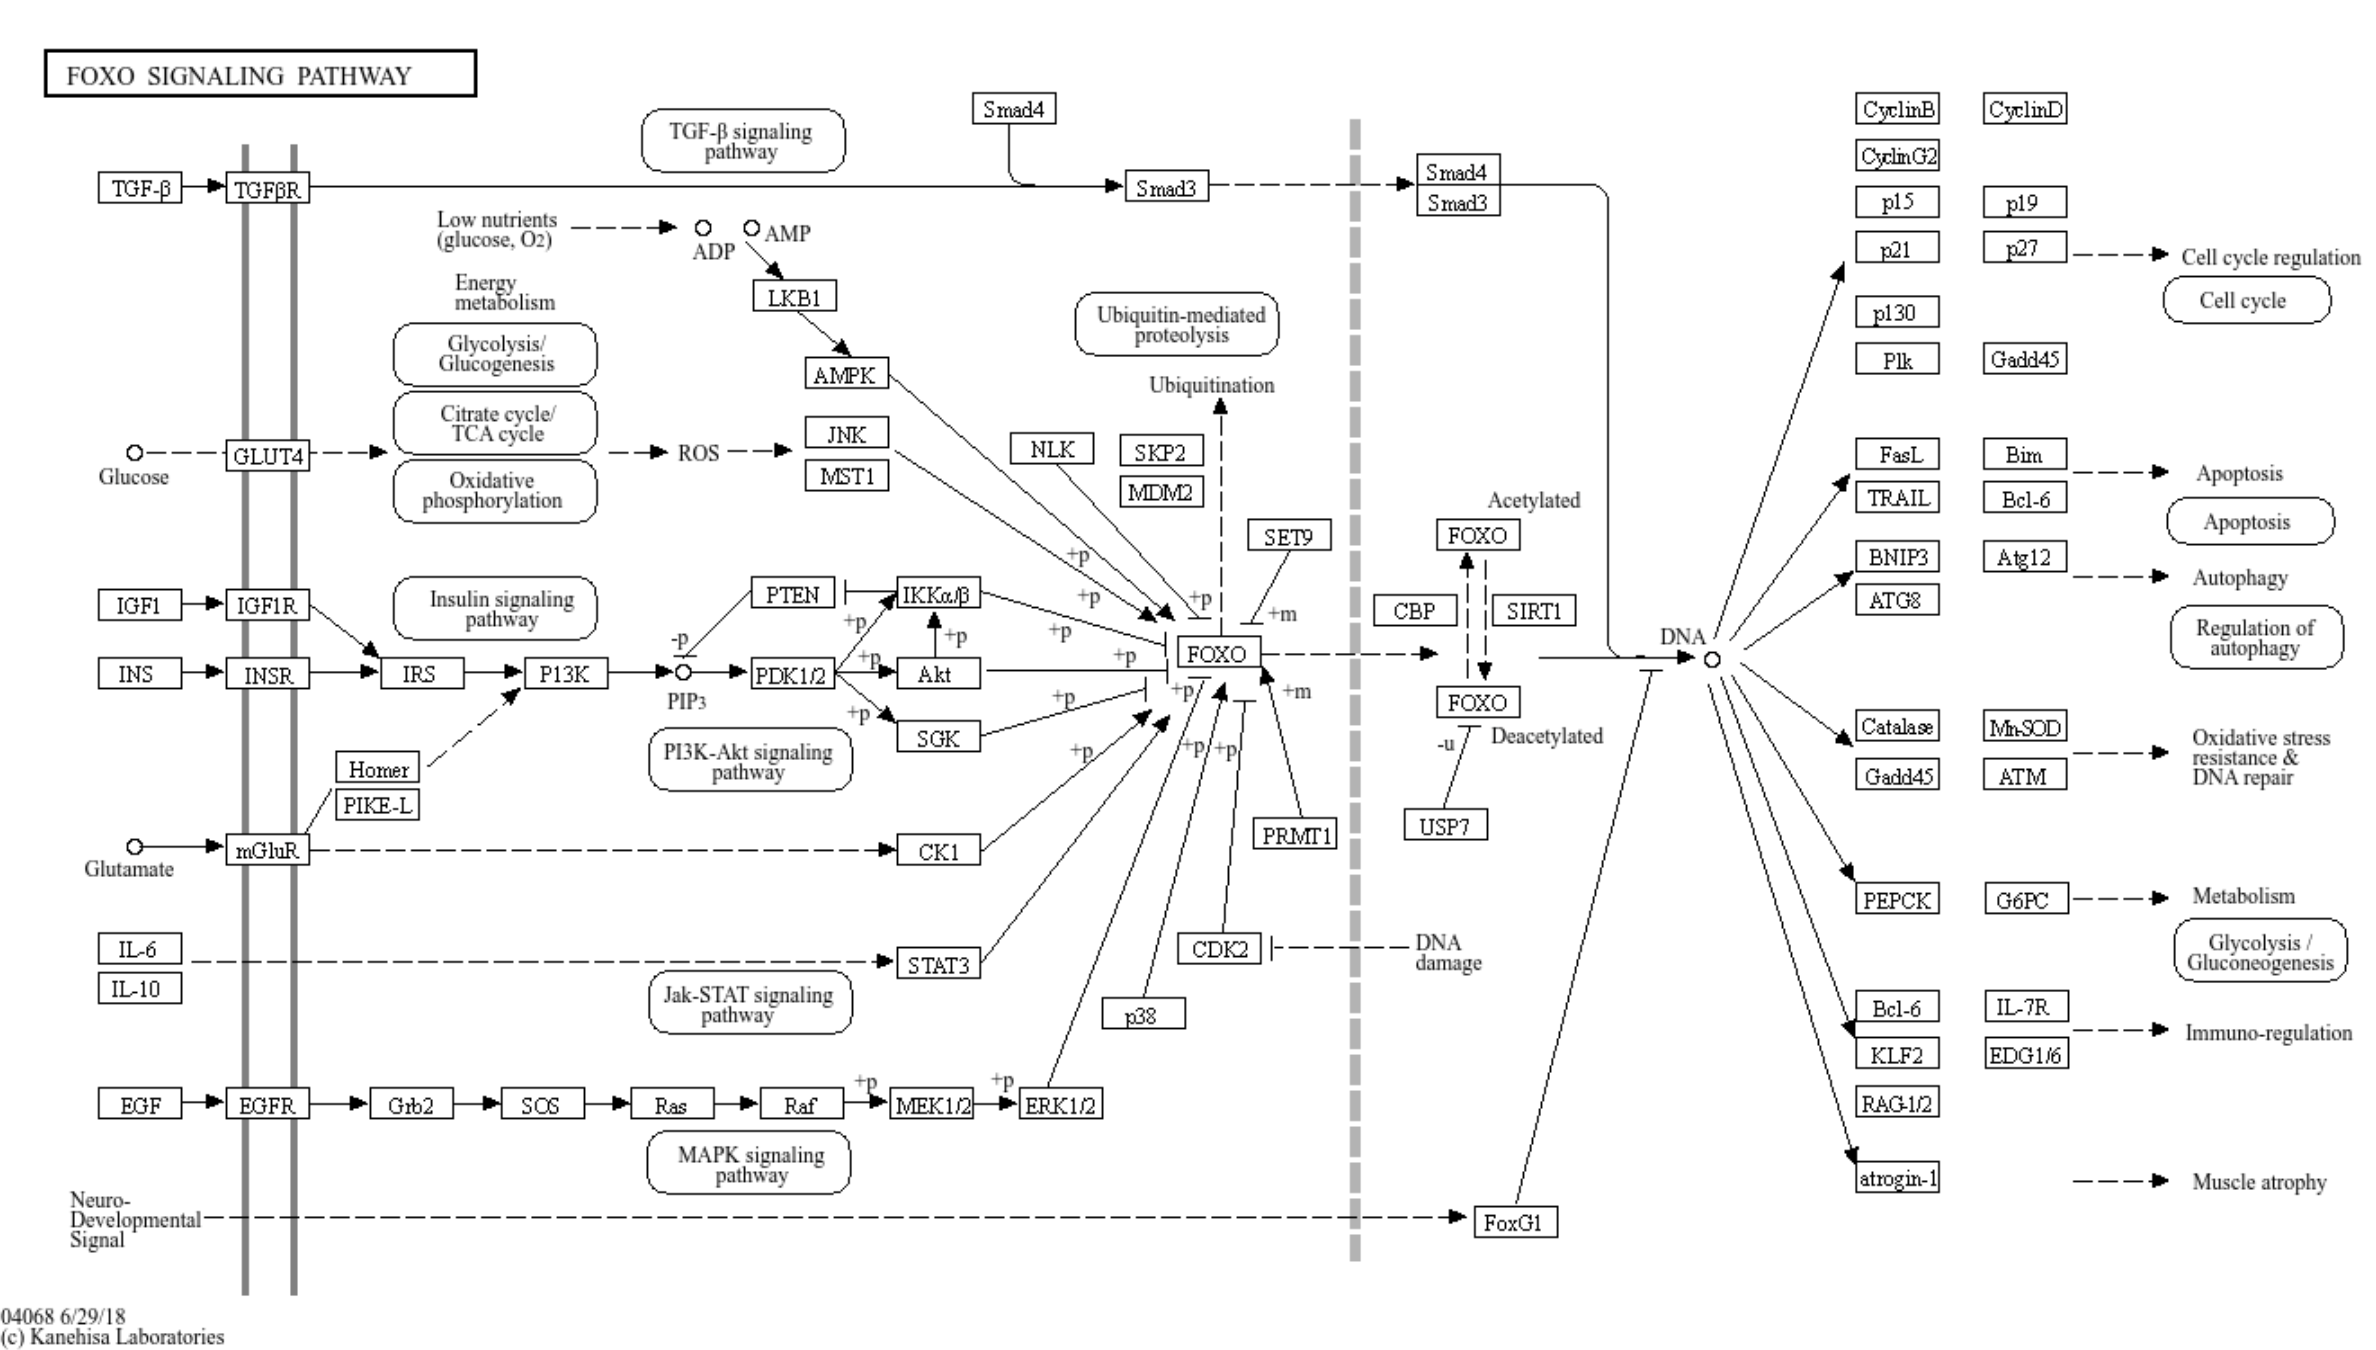 FOXO SIGNALING PATHWAY
Smad4
CyclinB
CyclinD
TGF-β signaling
pathway
CyclinG2
TGF-β
TGFβR
Smad3
Smad4
Smad3
p15
p19
Low nutrients
(glucose, O2)
ADP
AMP
p21
p27
Cell cycle regulation
Cell cycle
Energy
metabolism
LKB1
Ubiquitin-mediated
proteolysis
p130
Glycolysis/
Glucogenesis
AMPK
Plk
Gadd45
Ubiquitination
Citrate cycle/
TCA cycle
JNK
MST1
NLK
SKP2
MDM2
Glucose
GLUT4
ROS
Oxidative
phosphorylation
FasL
Bim
TRAIL
Bcl-6
Apoptosis
Apoptosis
Acetylated
FOXO
SET9
BNIP3
Atg12
ATG8
Autophagy
Regulation of
autophagy
+p
+p
+p
+m
IGF1
IGF1R
Insulin signaling
pathway
PTEN
IKKα/β
CBP
SIRT1
-p
+p
+p
+p
+p
+p
DNA
INS
INSR
IRS
P13K
PIP3
PDK1/2
Akt
FOXO
FOXO
Deacetylated
-u
+p
+p
+p
+m
SGK
PI3K-Akt signaling
pathway
+p
+p
+p
Catalase
Mn-SOD
Gadd45
ATM
Oxidative stress
resistance &
DNA repair
Homer
PIKE-L
USP7
PRMT1
Glutamate
mGluR
CK1
PEPCK
G6PC
Metabolism
Glycolysis /
Gluconeogenesis
IL-6
IL-10
STAT3
CDK2
DNA
damage
Jak-STAT signaling
pathway
p38
Bcl-6
IL-7R
KLF2
EDG1/6
Immuno-regulation
RAG-1/2
EGF
EGFR
Grb2
SOS
Ras
Raf
+p
MEK1/2
+p
ERK1/2
MAPK signaling
pathway
atrogin-1
Muscle atrophy
Neuro-
Developmental
Signal
FoxG1
04068 6/29/18
(c) Kanehisa Laboratories